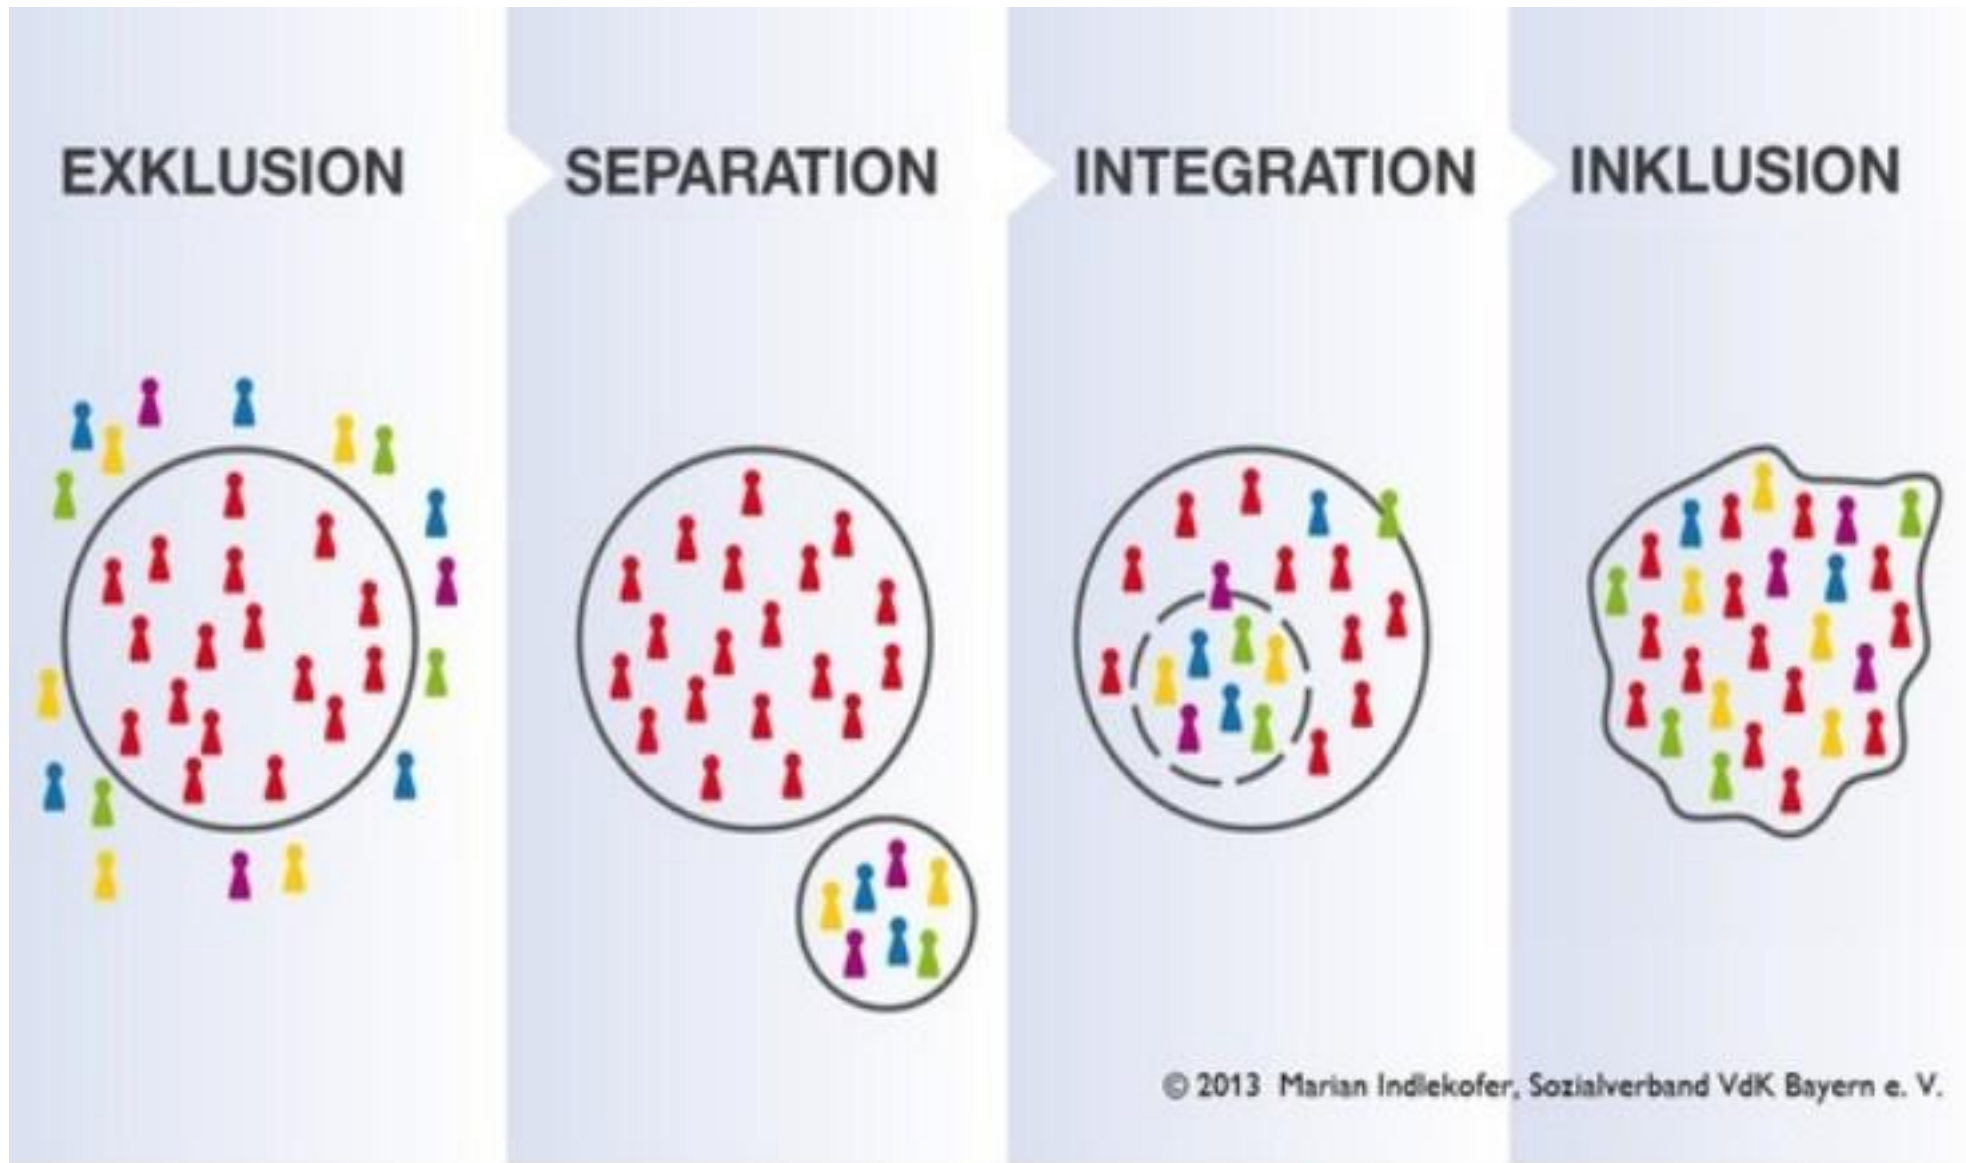 EXKLUSION
SEPARATION
INTEGRATION
INKLUSION
© 2013 Marian Indlekofer, Sozialverband VdK Bayern e. V.